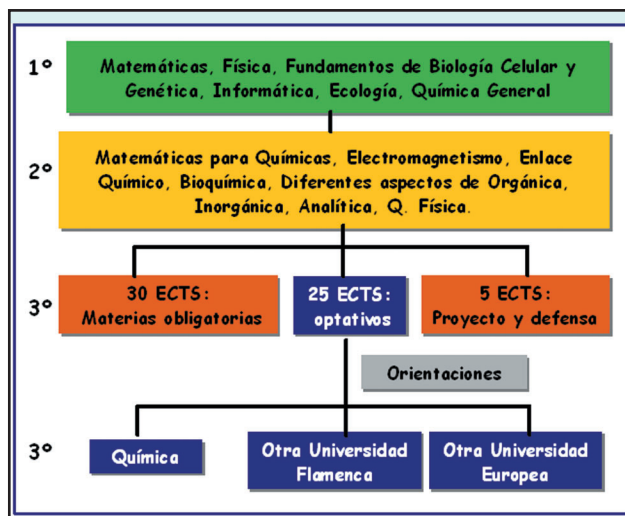 1º
Matemáticas, Física, Fundamentos de Biología Celular y
Genética, Informática, Ecología, Química General
2º
Matemáticas para Químicas, Electromagnetismo, Enlace
Químico, Bioquímica, Diferentes aspectos de Orgánica,
Inorgánica, Analítica, Q. Física.
3º
30 ECTS:
Materias obligatorias
25 ECTS:
optativos
5 ECTS:
Proyecto y defensa
Orientaciones
3º
Química
Otra Universidad
Flamenca
Otra Universidad
Europea